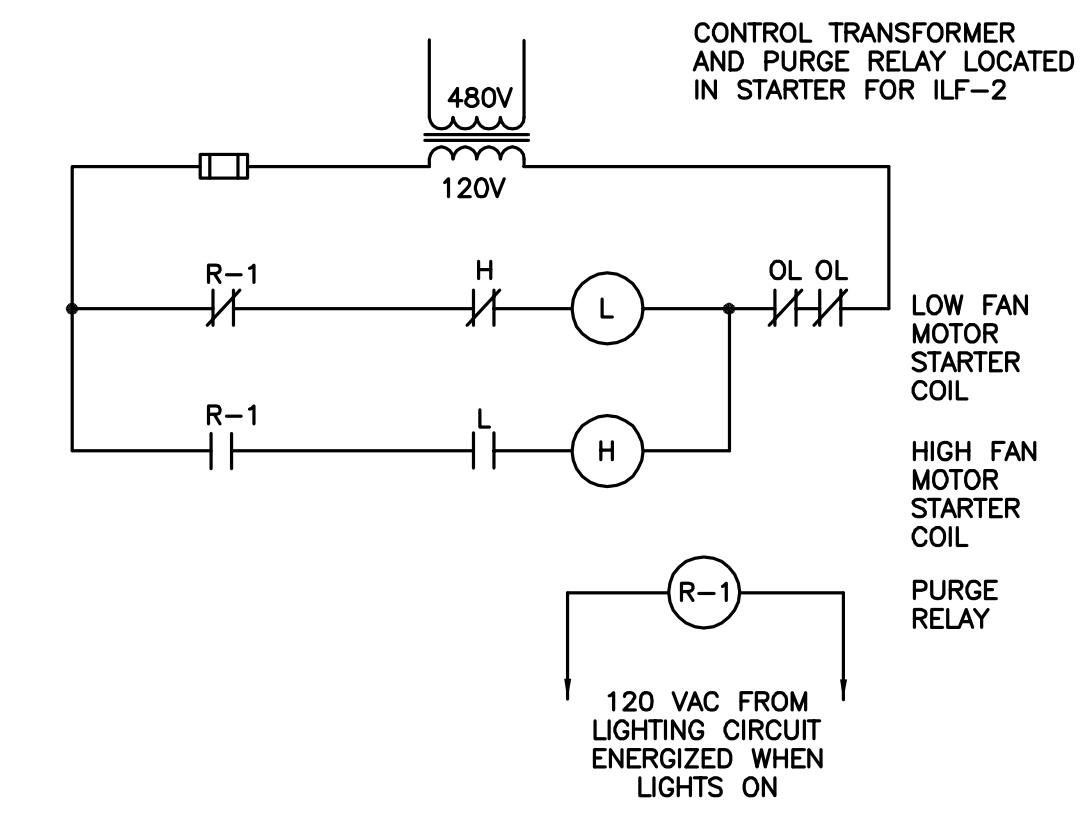 CONTROL TRANSFORMER
AND PURGE RELAY LOCATED
IN STARTER FOR ILF-2
480V
120V
R-1
H
OL OL
L
LOW FAN
MOTOR
STARTER
COIL
R-1
L
H
HIGH FAN
MOTOR
STARTER
COIL
R-1
PURGE
RELAY
120 VAC FROM
LIGHTING CIRCUIT
ENERGIZED WHEN
LIGHTS ON